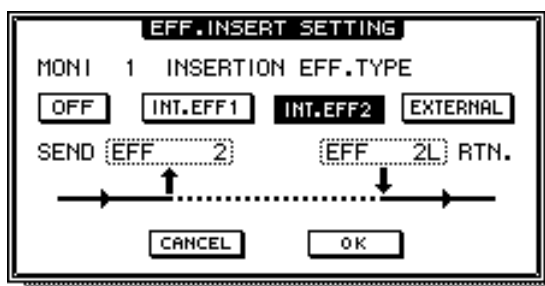 EFF.INSERT SETTING
MONI 1 INSERTION EFF.TYPE
OFF INT.EFF1 INT.EFF2 EXTERNAL
SEND EFF 2 EFF 2L RTN.
CANCEL OK